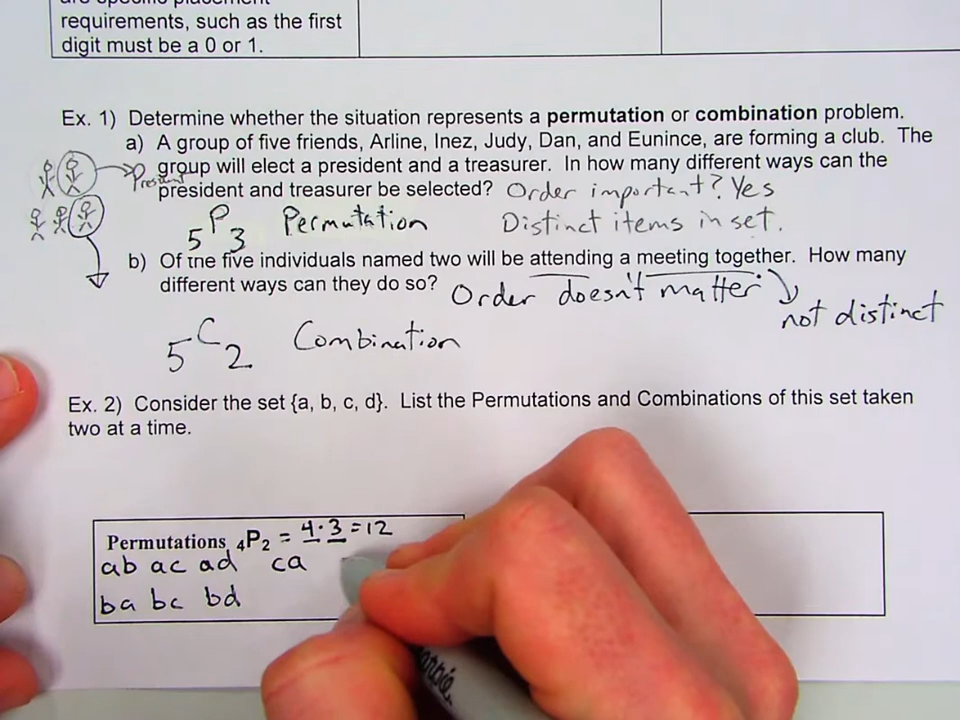 are specific placement
requirements, such as the first
digit must be a 0 or 1.
Ex. 1) Determine whether the situation represents a permutation or combination problem.
a) A group of five friends, Arline, Inez, Judy, Dan, and Eunince, are forming a club. The
group will elect a president and a treasurer. In how many different ways can the
President
president and treasurer be selected? Order important? Yes
5P3 Permutation Distinct items in set.
b) Of the five individuals named two will be attending a meeting together. How many
different ways can they do so? Order doesn't matter.
not distinct
5C2 Combination
Ex. 2) Consider the set {a, b, c, d}. List the Permutations and Combinations of this set taken
two at a time.
Permutations 4P2 = 4·3=12
ab ac ad ca
ba bc bd